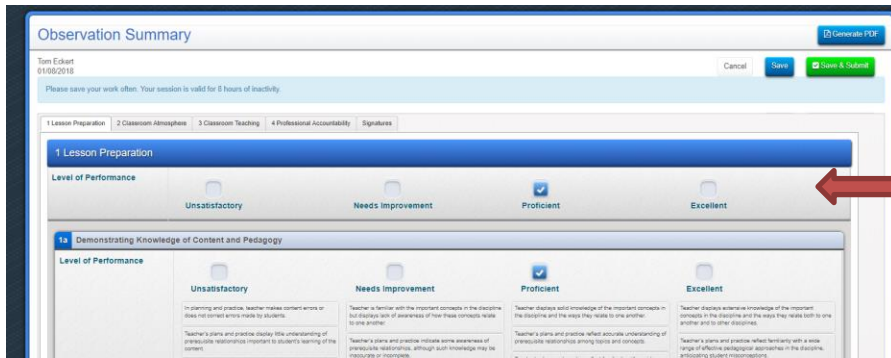 Observation Summary
Generate PDF
Tom Eckert
01/08/2018
Cancel
Save
Save & Submit
Please save your work often. Your session is valid for 8 hours of inactivity.
1 Lesson Preparation
2 Classroom Atmosphere
3 Classroom Teaching
4 Professional Accountability
Signatures
1 Lesson Preparation
Level of Performance
Unsatisfactory
Needs Improvement
Proficient
Excellent
1a Demonstrating Knowledge of Content and Pedagogy
Level of Performance
Unsatisfactory
Needs Improvement
Proficient
Excellent
In planning and practice, teacher makes content errors or
does not correct errors made by students.
Teacher's plans and practice display little understanding of
prerequisite relationships important to student's learning of the
content.
Teacher is familiar with the important concepts in the discipline
but displays lack of awareness of how these concepts relate
to one another.
Teacher's plans and practice indicate some awareness of
prerequisite relationships, although such knowledge may be
inaccurate or incomplete.
Teacher displays solid knowledge of the important concepts in
the discipline and the ways they relate to one another.
Teacher's plans and practice reflect accurate understanding of
prerequisite relationships among topics and concepts.
Teacher displays extensive knowledge of the important
concepts in the discipline and the ways they relate both to one
another and to other disciplines.
Teacher's plans and practice reflect familiarity with a wide
range of effective pedagogical approaches in the discipline,
anticipating student misconceptions.